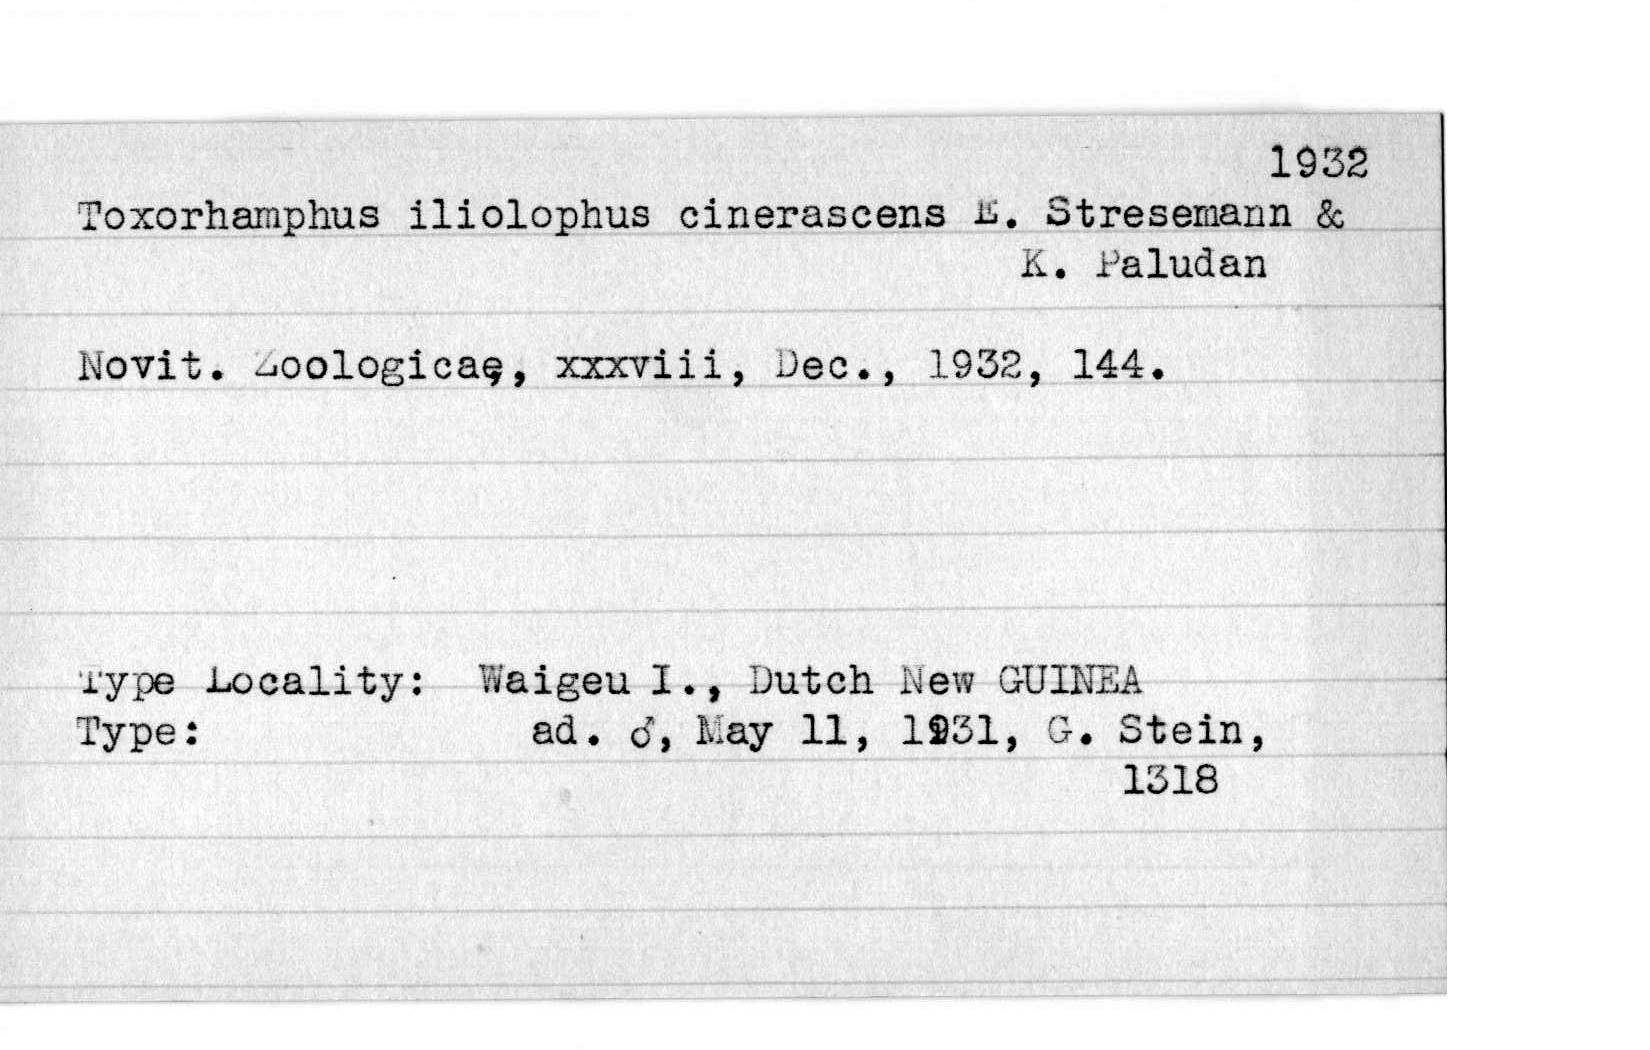 1932
Toxorhamphus iliolophus cinerascens E. Stresemann &
K. Paludan
Novit. Zoologicae, xxxviii, Dec., 1932, 144.
Type Locality: Waigeu I., Dutch New GUINEA
Type: ad. ♂, May 11, 1931, G. Stein,
1318